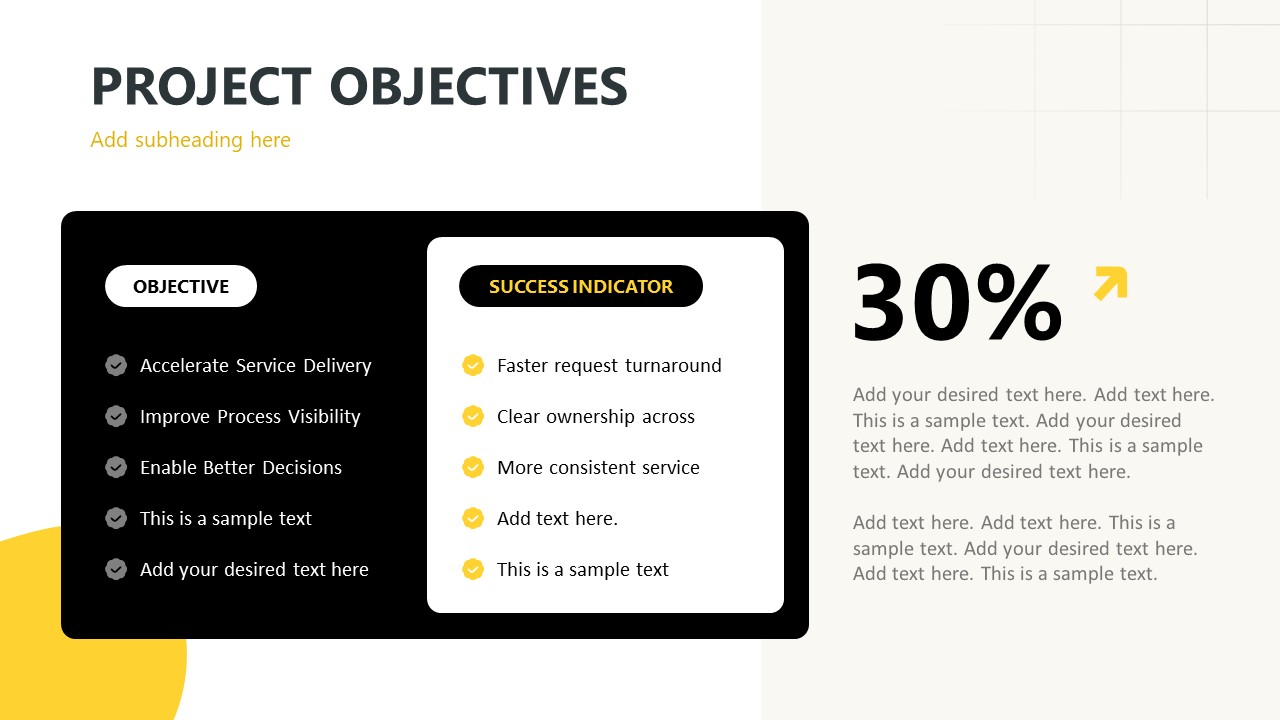 PROJECT OBJECTIVES
Add subheading here
OBJECTIVE
Accelerate Service Delivery
Improve Process Visibility
Enable Better Decisions
This is a sample text
Add your desired text here
SUCCESS INDICATOR
Faster request turnaround
Clear ownership across
More consistent service
Add text here.
This is a sample text
30%
Add your desired text here. Add text here.
This is a sample text. Add your desired
text here. Add text here. This is a sample
text. Add your desired text here.
Add text here. Add text here. This is a
sample text. Add your desired text here.
Add text here. This is a sample text.